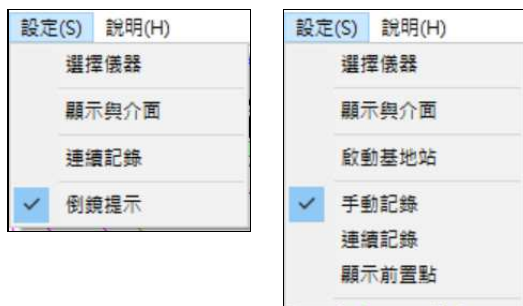 設定(S) 說明(H)
選擇儀器
顯示與介面
連續記錄
倒鏡提示
設定(S) 說明(H)
選擇儀器
顯示與介面
啟動基地站
手動記錄
連續記錄
顯示前置點